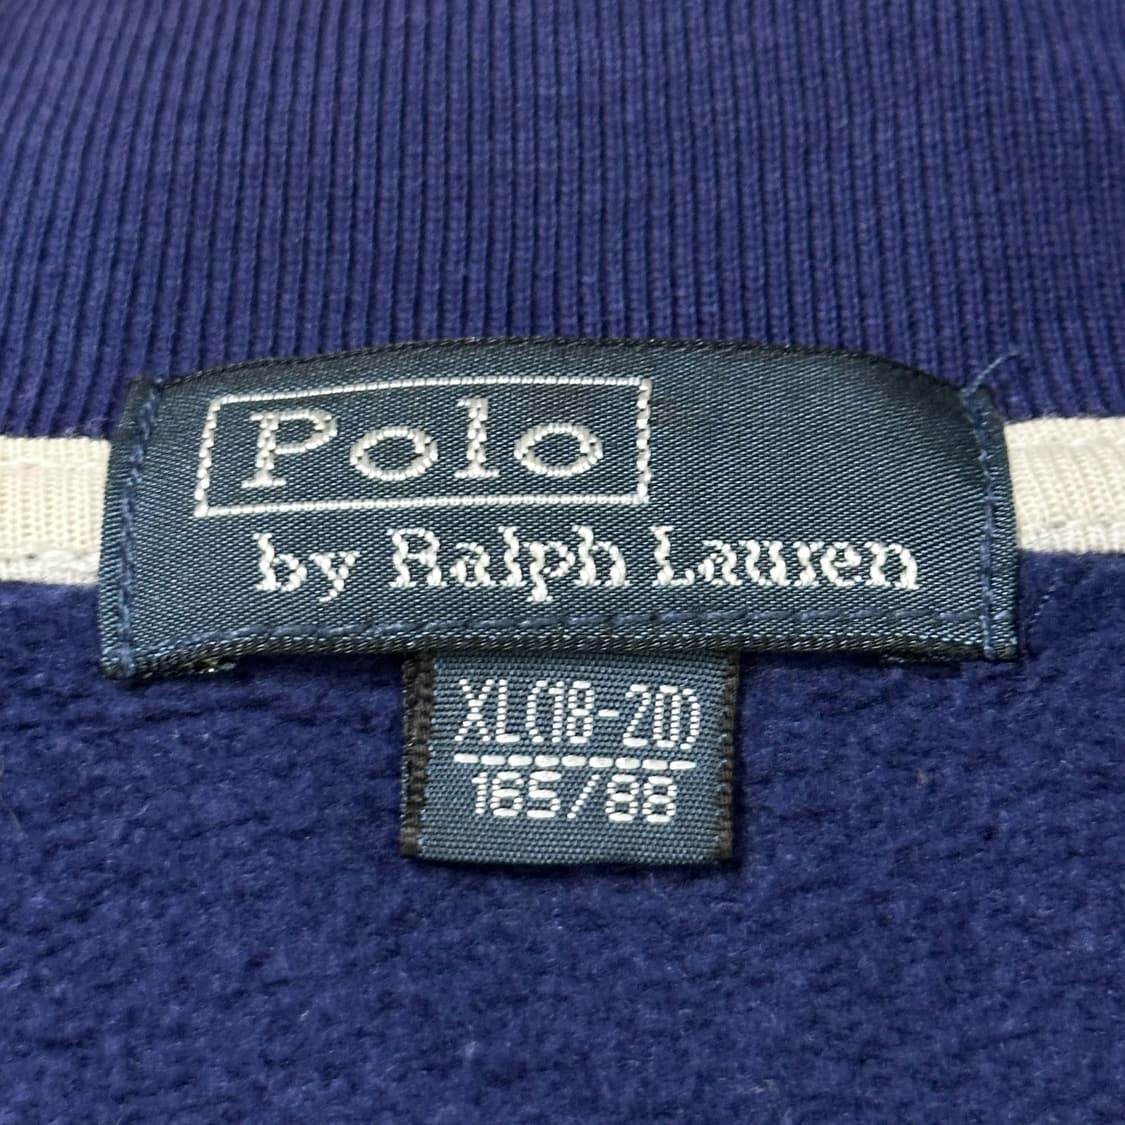 Polo
by Ralph Lauren
XL(18-20)
165/88